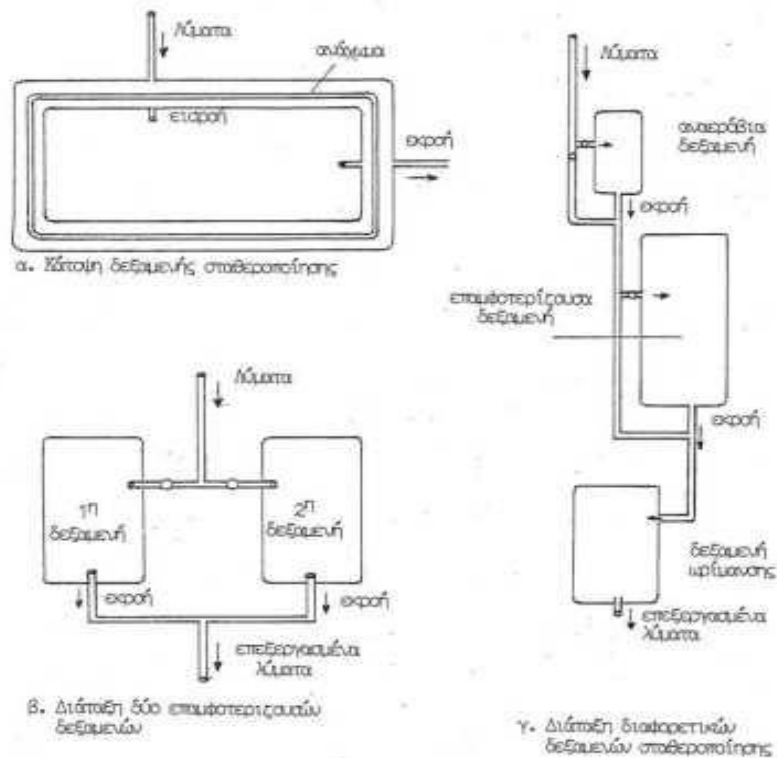 λύματα
ανάχωμα
εισροή
εκροή
α. Κάτοψη δεξαμενής σταθεροποίησης
λύματα
1η
δεξαμενή
2η
δεξαμενή
εκροή
εκροή
επεξεργασμένα
λύματα
β. Διάταξη δύο επαμφοτεριζουσών
δεξαμενών
λύματα
αναερόβια
δεξαμενή
εκροή
επαμφοτερίζουσα
δεξαμενή
εκροή
δεξαμενή
ωρίμανσης
επεξεργασμένα
λύματα
γ. Διάταξη διαφορετικών
δεξαμενών σταθεροποίησης